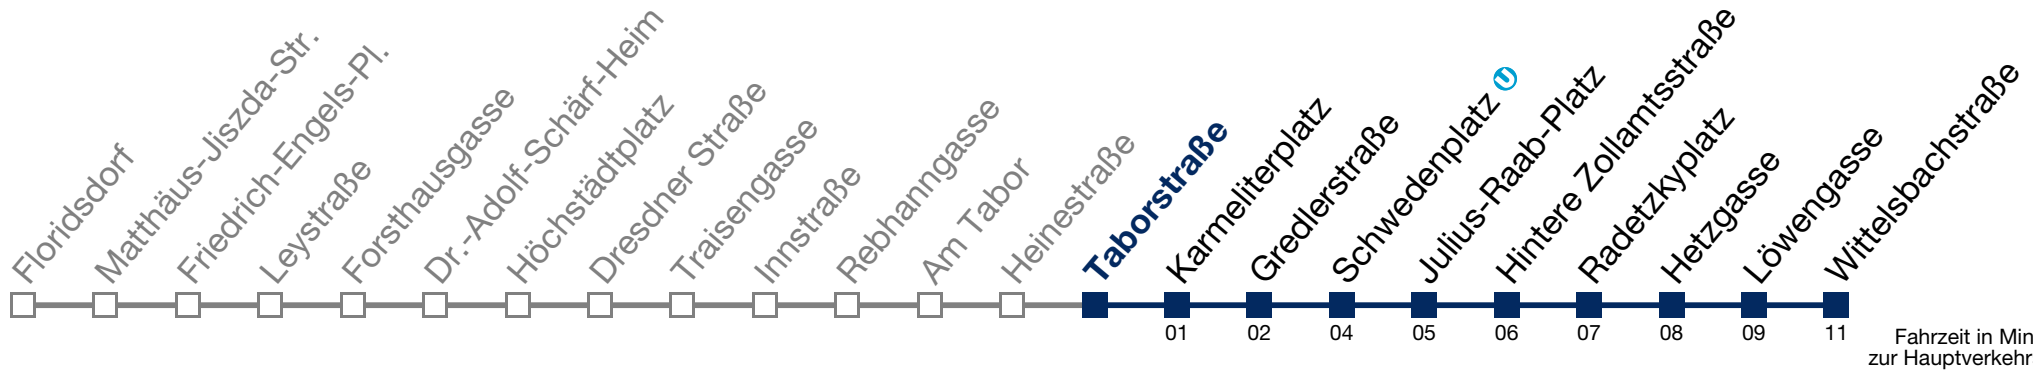 Floridsdorf
Matthäus-Jiszda-Str.
Friedrich-Engels-Pl.
Leystraße
Forsthausgasse
Dr.-Adolf-Schärf-Heim
Höchstädtplatz
Dresdner Straße
Traisengasse
Innstraße
Rebhanngasse
Am Tabor
Heinestraße
Taborstraße
Karmeliterplatz
Gredlerstraße
Schwedenplatz U
Julius-Raab-Platz
Hintere Zollamtsstraße
Radetzkyplatz
Hetzgasse
Löwengasse
Wittelsbachstraße
01 02 04 05 06 07 08 09 11
Fahrzeit in Min
zur Hauptverkehr